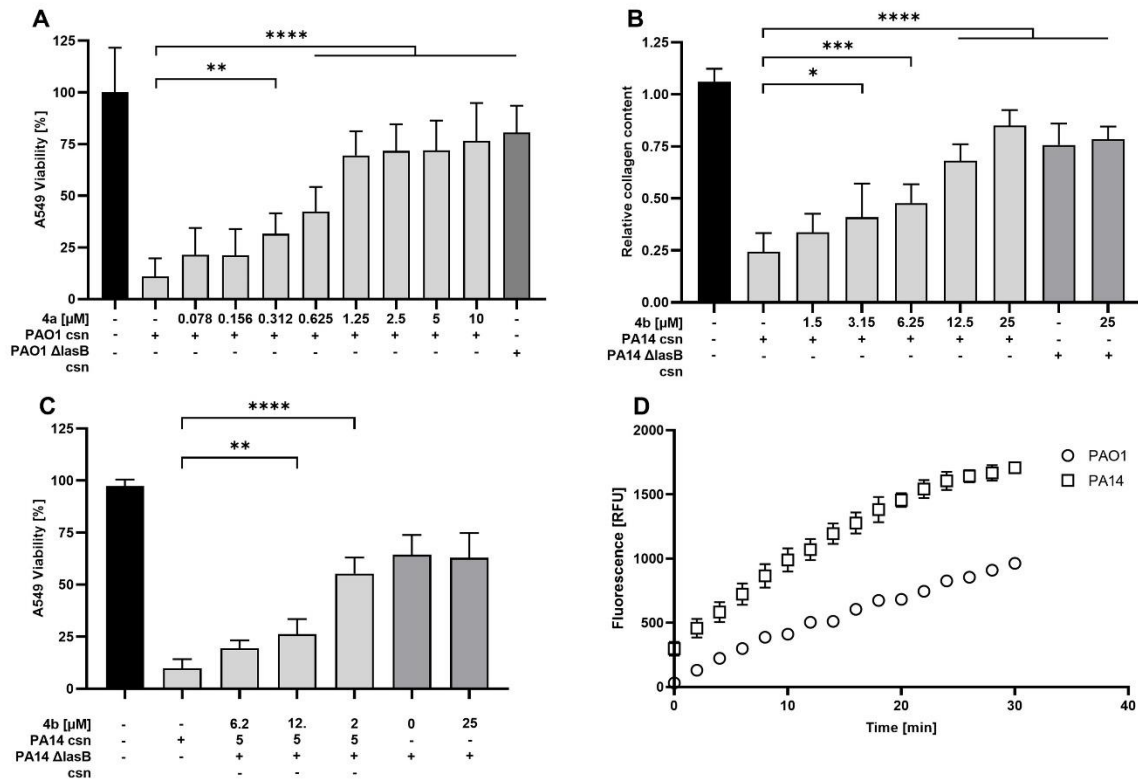 A
****
**
A549 Viability [%]
125
100
75
50
25
0
4a [µM] - - 0.078 0.156 0.312 0.625 1.25 2.5 5 10 -
PAO1 csn - + + + + + + + + + -
PAO1 ΔlasB - - - - - - - - - - +
csn
B
****
***
*
Relative collagen content
1.25
1.00
0.75
0.50
0.25
0.00
4b [µM] - - 1.5 3.15 6.25 12.5 25 - 25
PA14 csn - + + + + + + - -
PA14 ΔlasB - - - - - - - + +
csn
C
****
**
A549 Viability [%]
125
100
75
50
25
0
4b [µM] - - 6.2 12. 2 0 25
PA14 csn - + 5 5 5 - -
PA14 ΔlasB - - + + + + +
csn - - -
D
Fluorescence [RFU]
2000
1500
1000
500
0
0 10 20 30 40
Time [min]
PAO1
PA14